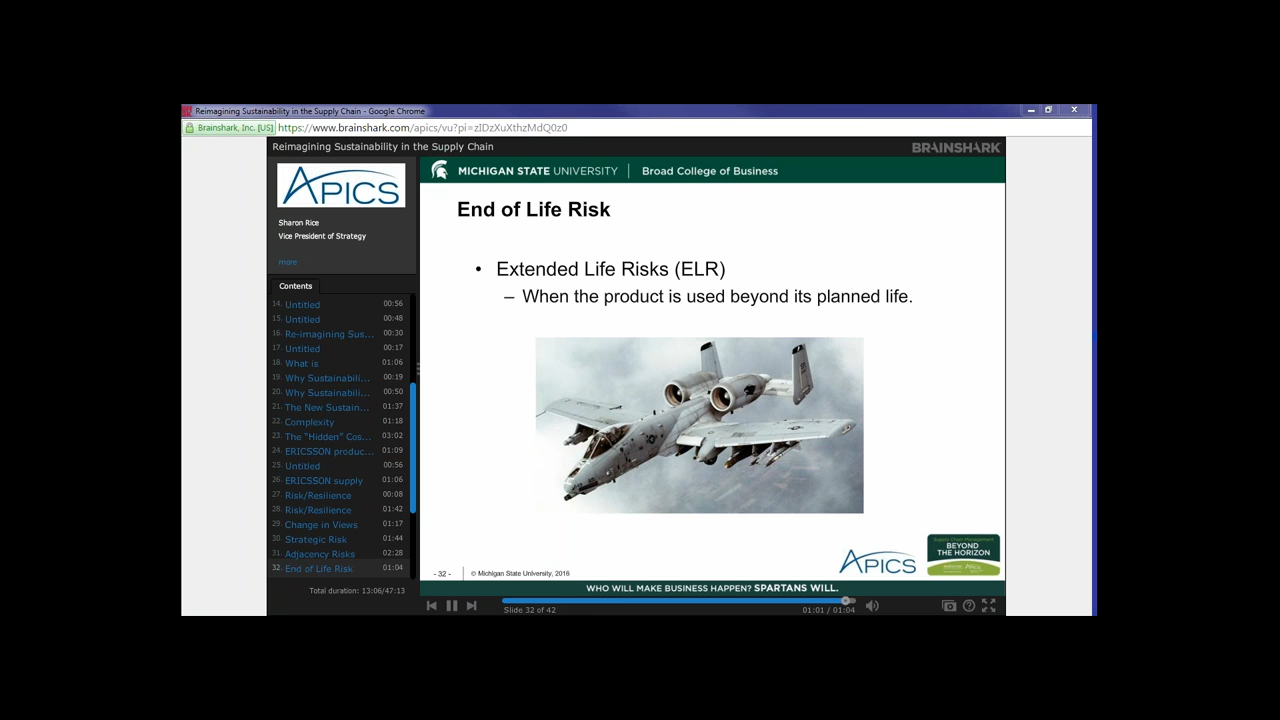 Reimagining Sustainability in the Supply Chain - Google Chrome
Brainshark, Inc. [US] https://www.brainshark.com/apics/vu?pi=zIDzXuXthzMdQ0z0
Reimagining Sustainability in the Supply Chain
BRAINSHARK
APICS
Sharon Rice
Vice President of Strategy
more
Contents
14. Untitled 00:56
15. Untitled 00:48
16. Re-imagining Sus... 00:30
17. Untitled 00:17
18. What is 01:06
19. Why Sustainabili... 00:19
20. Why Sustainabili... 00:50
21. The New Sustain... 01:37
22. Complexity 01:18
23. The "Hidden" Cos... 03:02
24. ERICSSON produc... 01:09
25. Untitled 00:56
26. ERICSSON supply 01:06
27. Risk/Resilience 00:08
28. Risk/Resilience 01:42
29. Change in Views 01:17
30. Strategic Risk 01:44
31. Adjacency Risks 02:28
32. End of Life Risk 01:04
Total duration: 13:06/47:13
MICHIGAN STATE UNIVERSITY | Broad College of Business
End of Life Risk
• Extended Life Risks (ELR)
– When the product is used beyond its planned life.
APICS
Supply Chain Management
BEYOND
THE HORIZON
- 32 - © Michigan State University, 2016
WHO WILL MAKE BUSINESS HAPPEN? SPARTANS WILL.
Slide 32 of 42
01:01 / 01:04